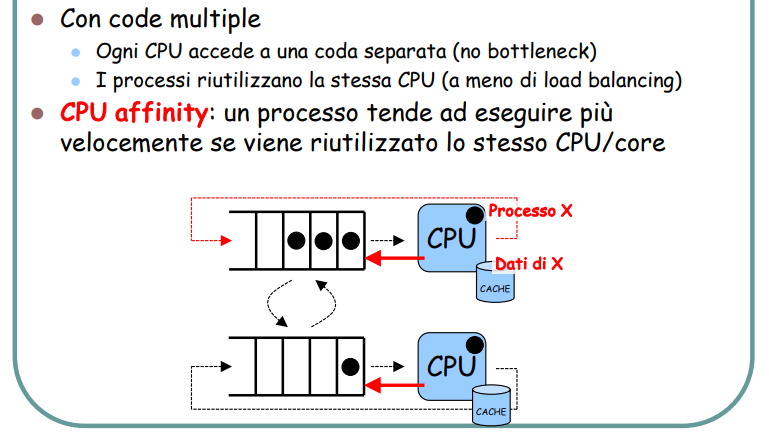 Con code multiple
Ogni CPU accede a una coda separata (no bottleneck)
I processi riutilizzano la stessa CPU (a meno di load balancing)
CPU affinity: un processo tende ad eseguire più
velocemente se viene riutilizzato lo stesso CPU/core
Processo X
CPU
Dati di X
CACHE
CPU
CACHE